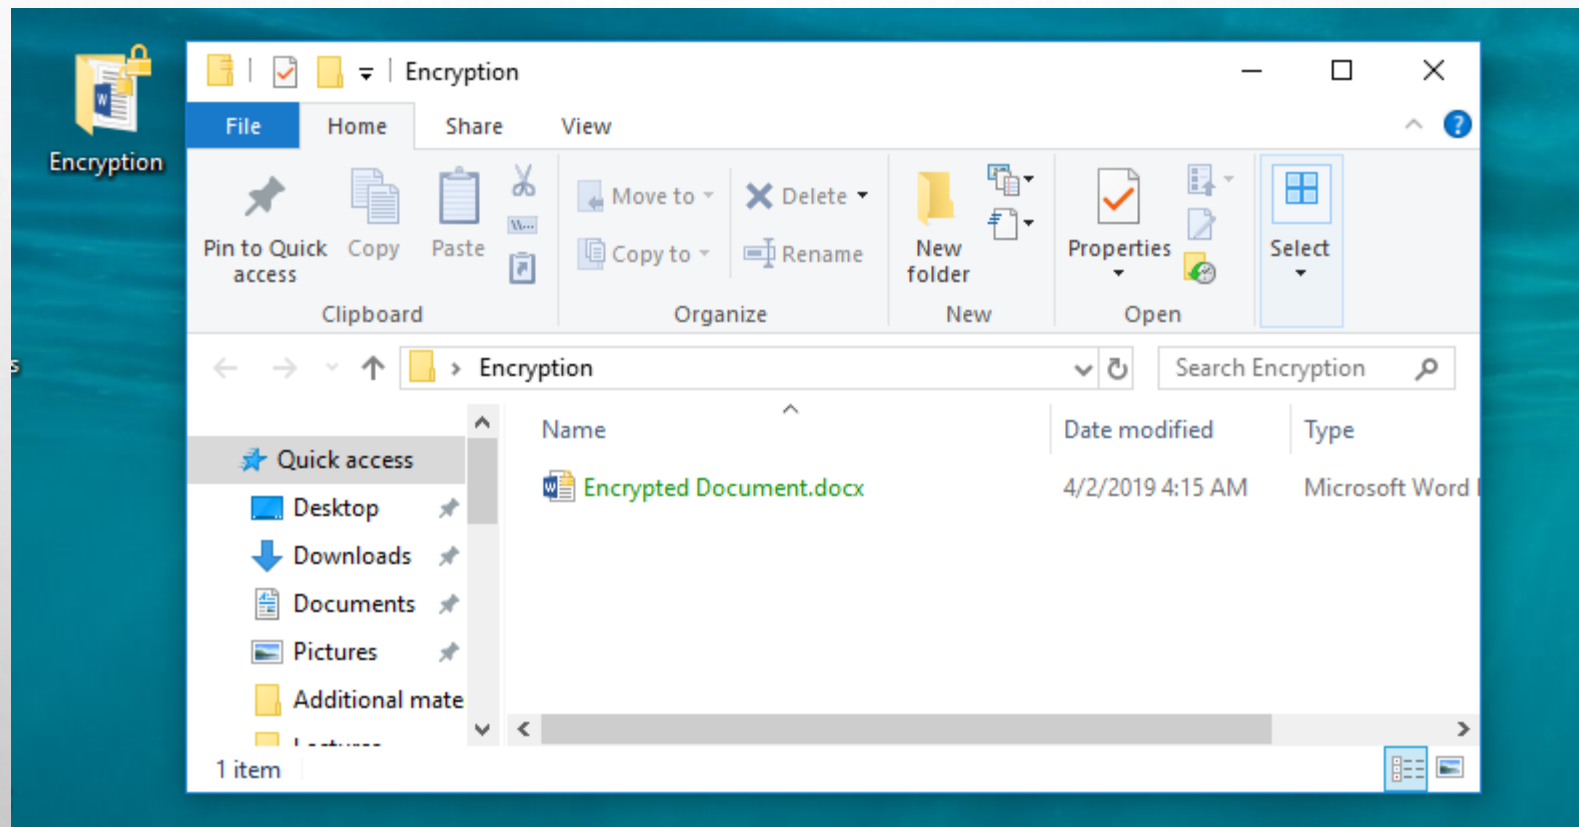 Encryption
Encryption
File Home Share View
Pin to Quick access
Copy
Paste
Move to
Copy to
Delete
Rename
New folder
Properties
Select
Clipboard Organize New Open
Encryption
Search Encryption
Name Date modified Type
Quick access
Encrypted Document.docx 4/2/2019 4:15 AM Microsoft Word
Desktop
Downloads
Documents
Pictures
Additional mate
1 item